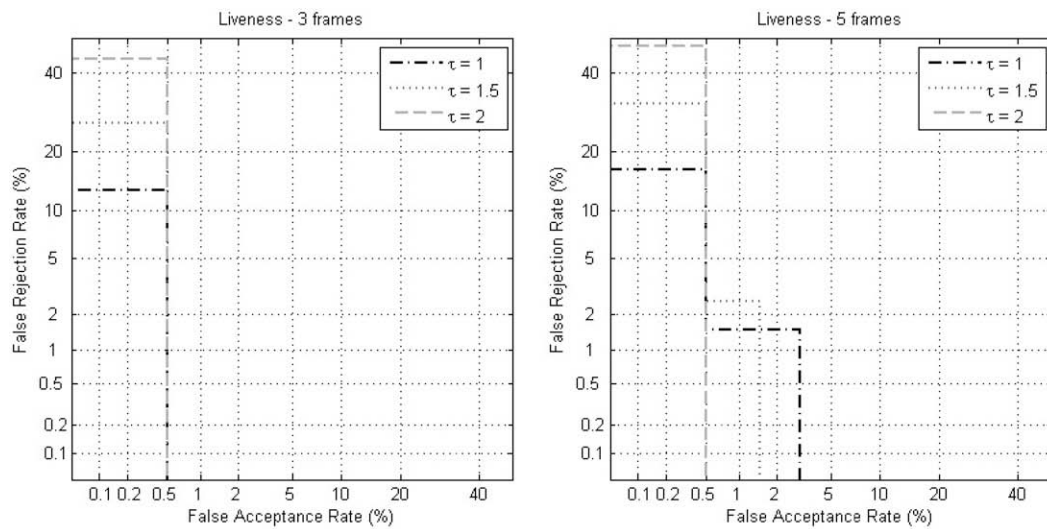 Liveness - 3 frames
False Rejection Rate (%)
40
20
10
5
2
1
0.5
0.2
0.1
τ = 1
τ = 1.5
τ = 2
0.1 0.2 0.5 1 2 5 10 20 40
False Acceptance Rate (%)
Liveness - 5 frames
False Rejection Rate (%)
40
20
10
5
2
1
0.5
0.2
0.1
τ = 1
τ = 1.5
τ = 2
0.1 0.2 0.5 1 2 5 10 20 40
False Acceptance Rate (%)